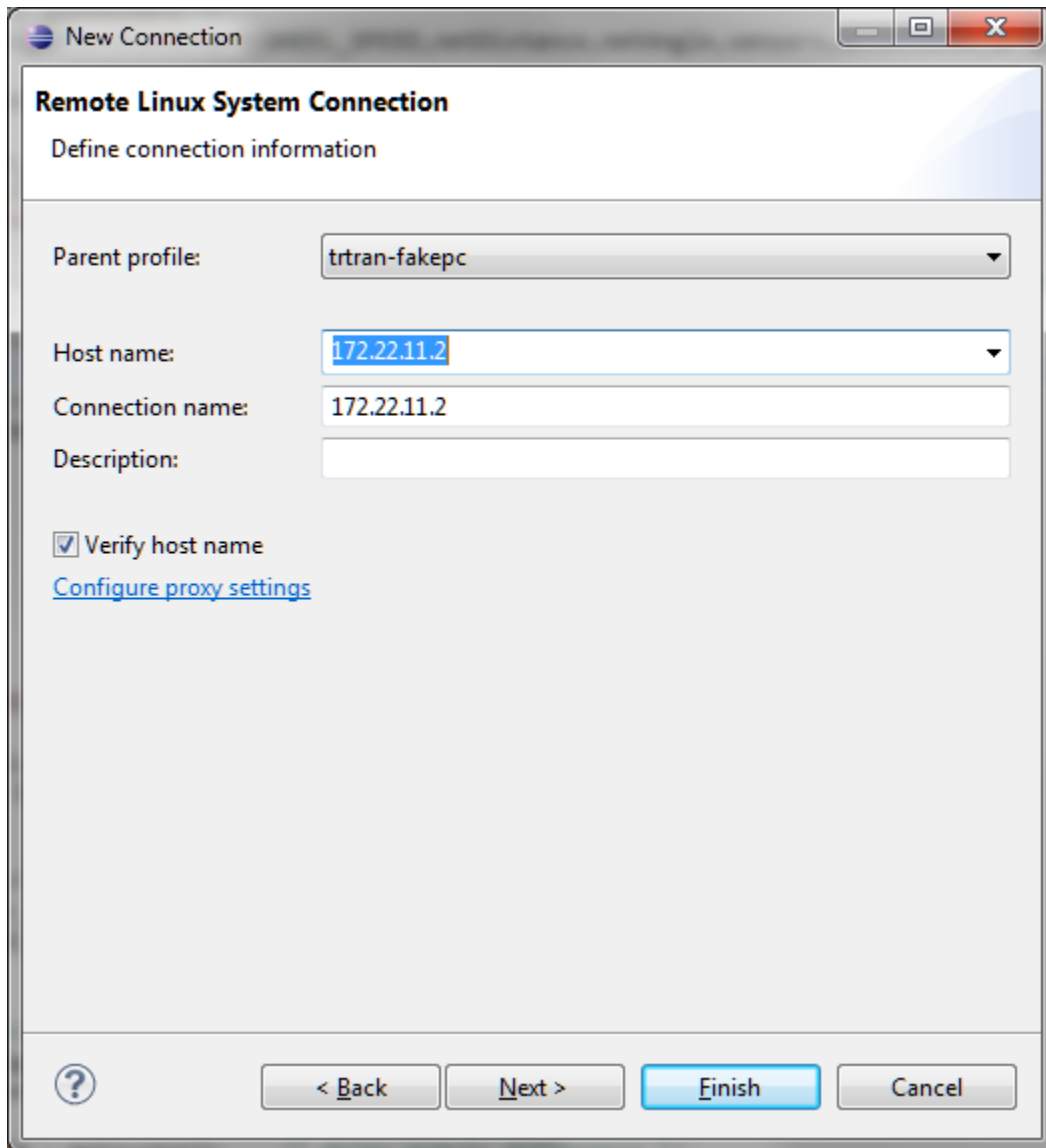 New Connection
Remote Linux System Connection
Define connection information
Parent profile: trtran-fakepc
Host name: 172.22.11.2
Connection name: 172.22.11.2
Description:
Verify host name
Configure proxy settings
? < Back Next > Finish Cancel